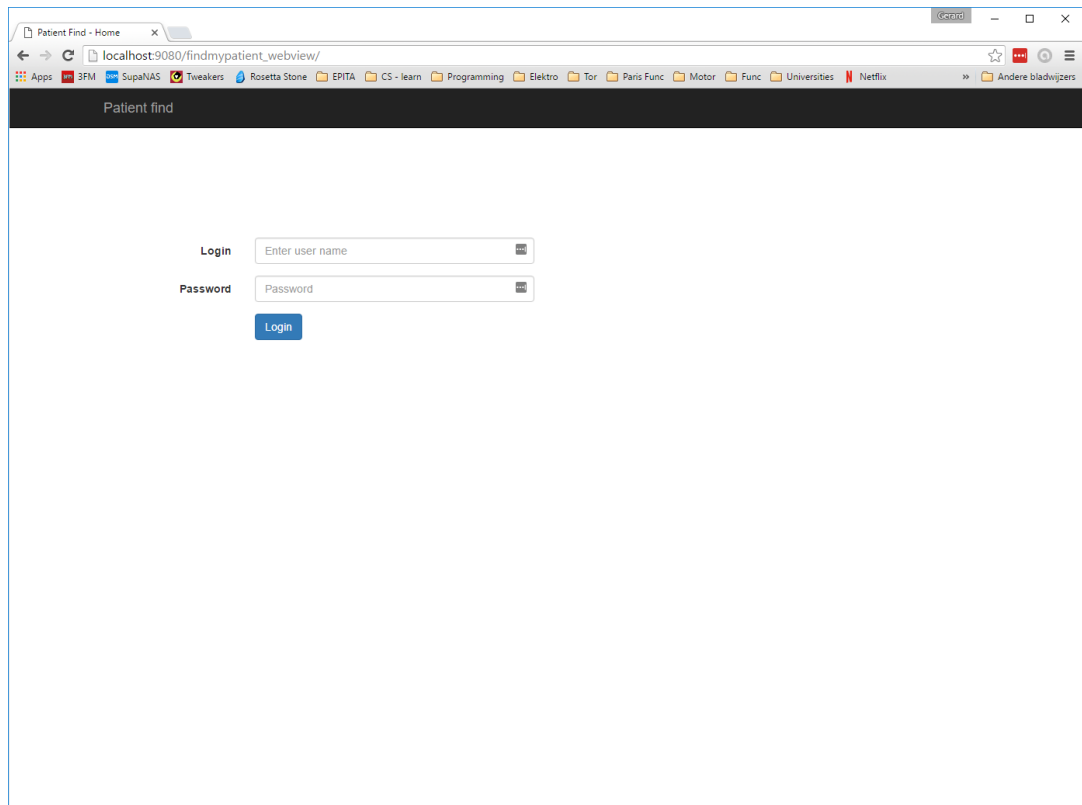 Gerard
Patient Find - Home
localhost:9080/findmypatient_webview/
Apps 3FM SupaNAS Tweakers Rosetta Stone EPITA CS - learn Programming Elektro Tor Paris Func Motor Func Universities Netflix » Andere bladwijzers
Patient find
Login Enter user name
Password Password
Login